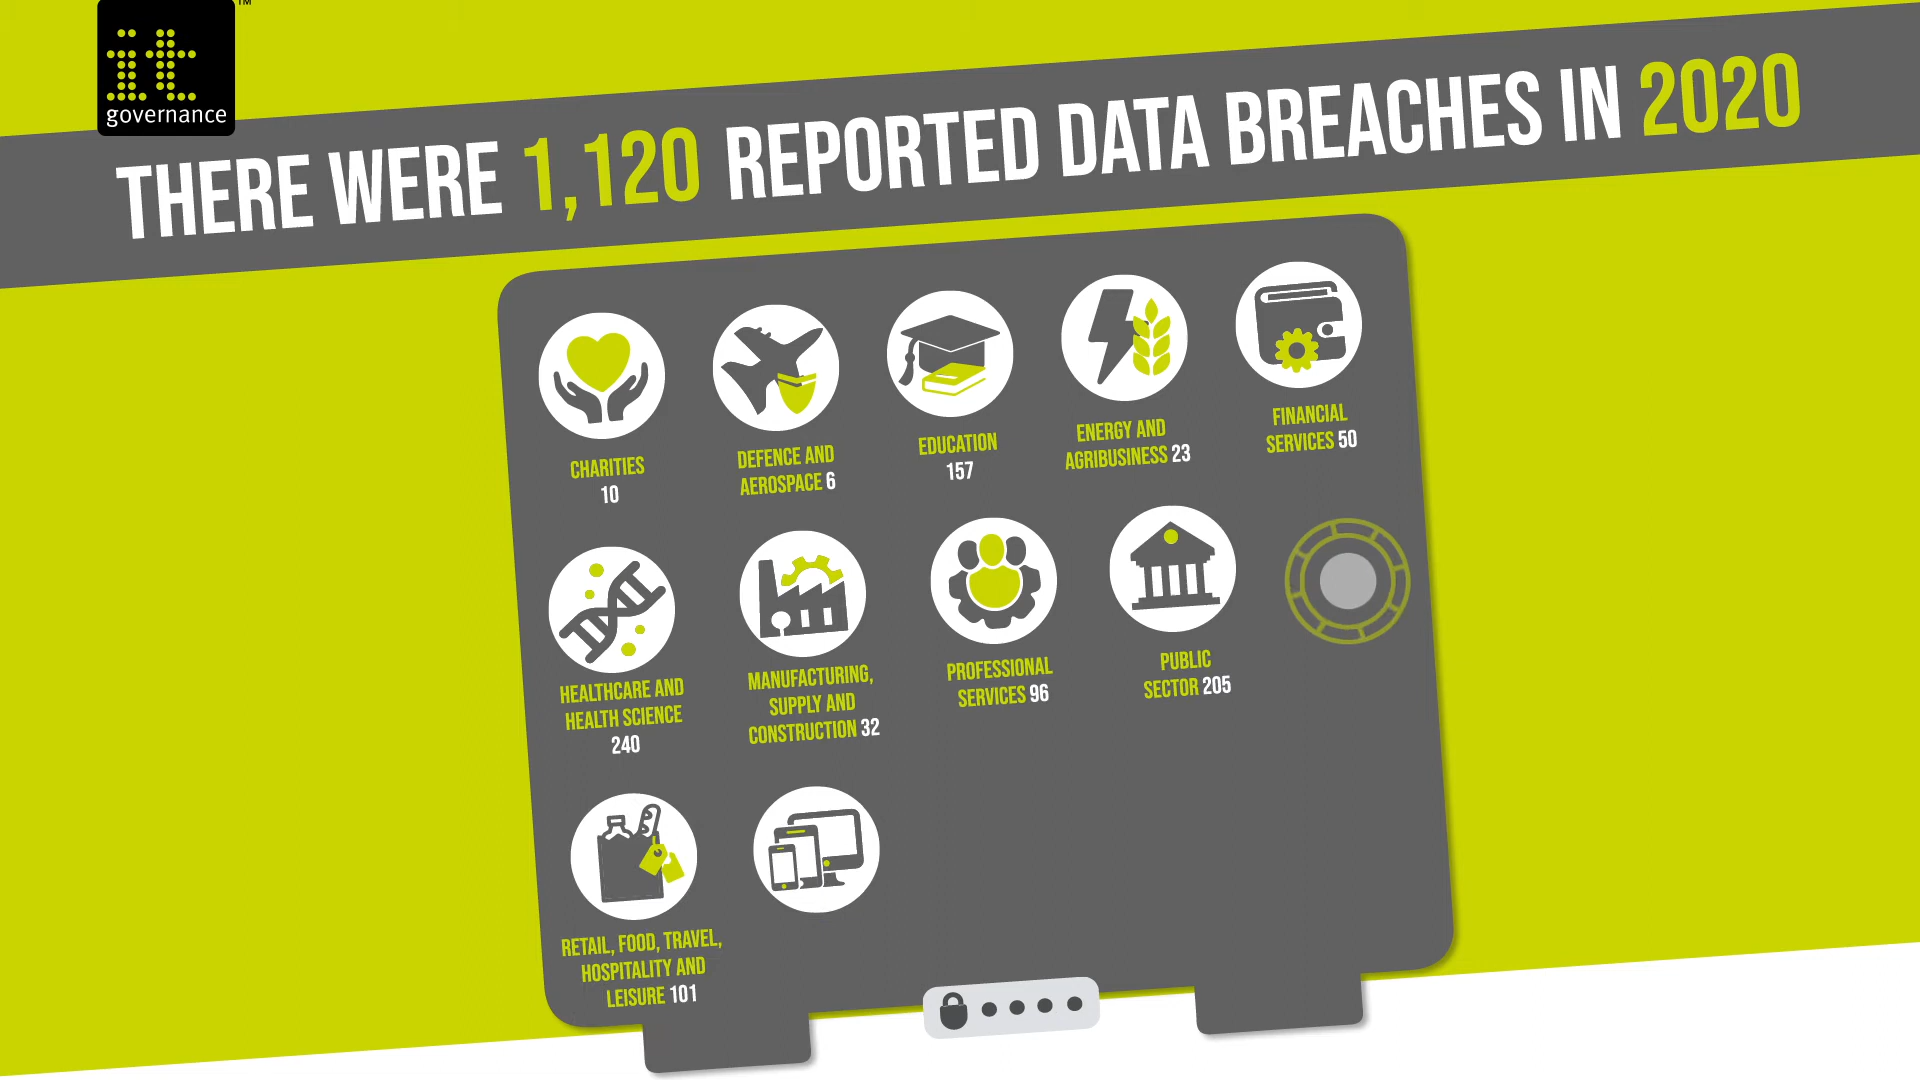 it
governance
TM
THERE WERE 1,120 REPORTED DATA BREACHES IN 2020
CHARITIES
10
DEFENCE AND
AEROSPACE 6
EDUCATION
157
ENERGY AND
AGRIBUSINESS 23
FINANCIAL
SERVICES 50
HEALTHCARE AND
HEALTH SCIENCE
240
MANUFACTURING,
SUPPLY AND
CONSTRUCTION 32
PROFESSIONAL
SERVICES 96
PUBLIC
SECTOR 205
RETAIL, FOOD, TRAVEL,
HOSPITALITY AND
LEISURE 101